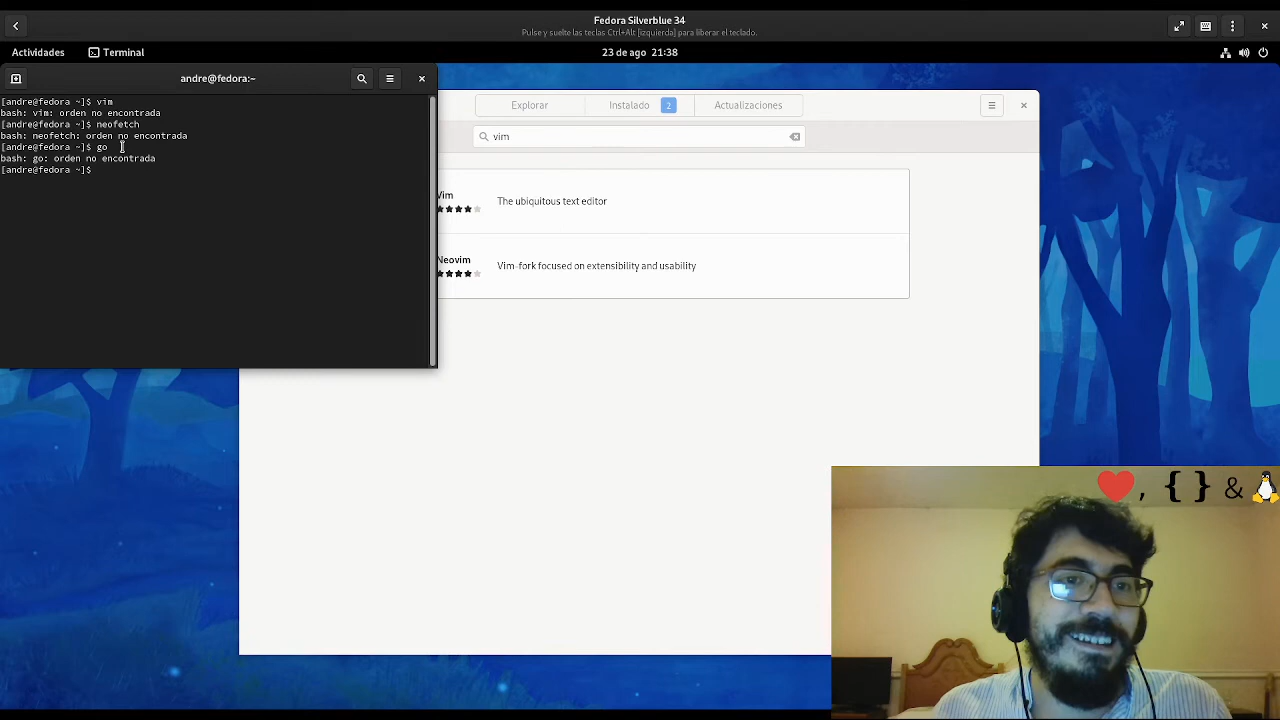 Fedora Silverblue 34
Pulse y suelte las teclas Ctrl+Alt [izquierda] para liberar el teclado.
Actividades
Terminal
23 de ago 21:38
andre@fedora:~
[andre@fedora ~]$ vim
bash: vim: orden no encontrada
[andre@fedora ~]$ neofetch
bash: neofetch: orden no encontrada
[andre@fedora ~]$ go
bash: go: orden no encontrada
[andre@fedora ~]$
Explorar
Instalado 2
Actualizaciones
vim
Vim
The ubiquitous text editor
Neovim
Vim-fork focused on extensibility and usability
, { } &